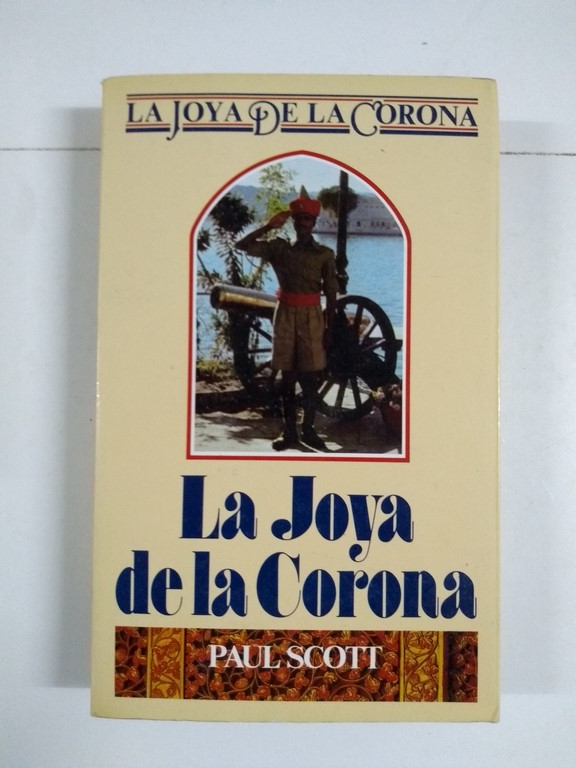 LA JOYA DE LA CORONA
La Joya
de la Corona
PAUL SCOTT